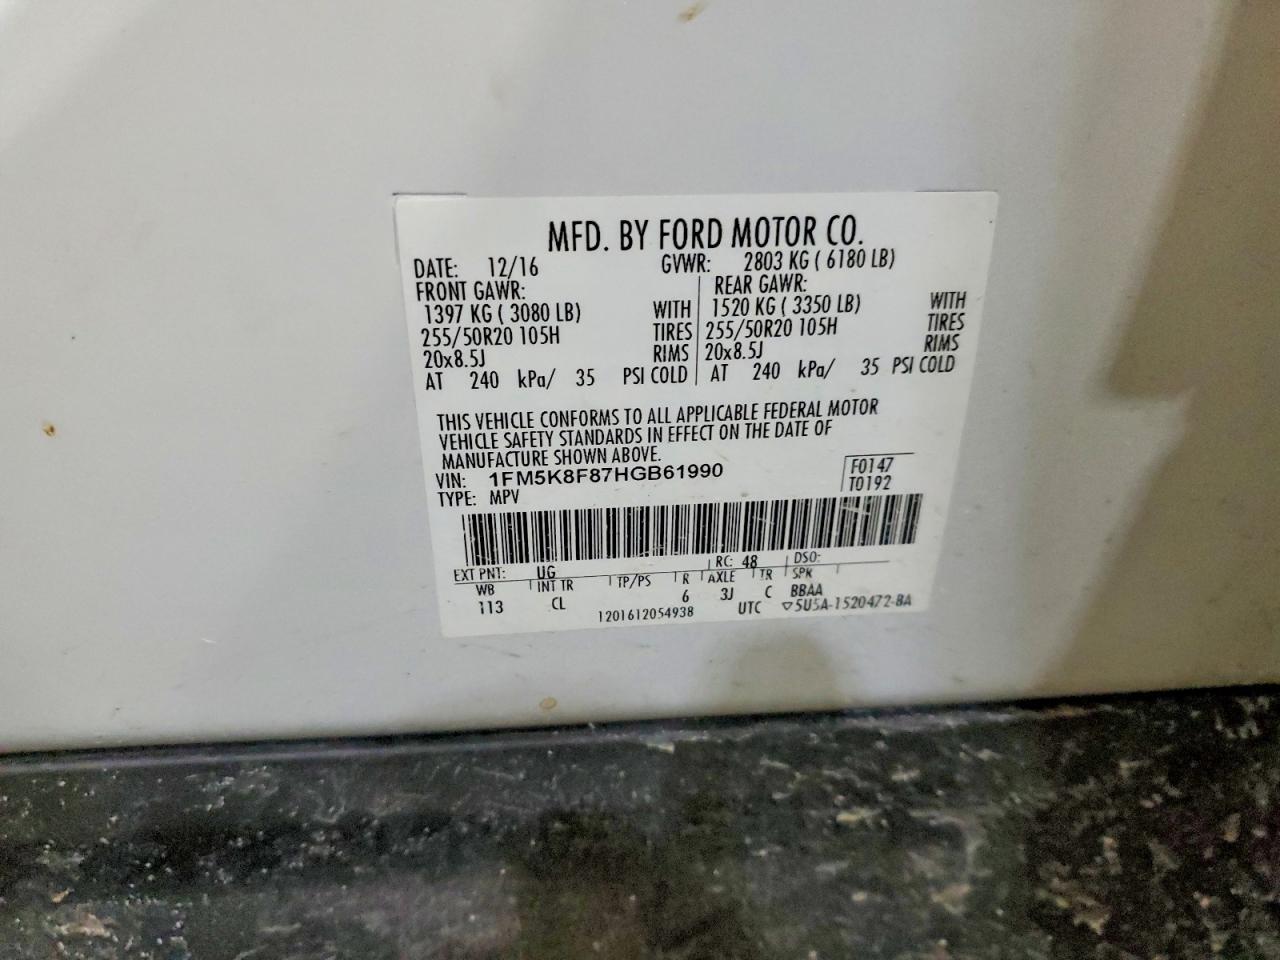 MFD. BY FORD MOTOR CO.
DATE: 12/16 GVWR: 2803 KG ( 6180 LB)
FRONT GAWR: REAR GAWR:
1397 KG ( 3080 LB) WITH 1520 KG ( 3350 LB) WITH
255/50R20 105H TIRES 255/50R20 105H TIRES
20x8.5J RIMS 20x8.5J RIMS
AT 240 kPa/ 35 PSI COLD AT 240 kPa/ 35 PSI COLD
THIS VEHICLE CONFORMS TO ALL APPLICABLE FEDERAL MOTOR
VEHICLE SAFETY STANDARDS IN EFFECT ON THE DATE OF
MANUFACTURE SHOWN ABOVE.
VIN: 1FM5K8F87HGB61990 F0147
TYPE: MPV T0192
EXT PNT: UG RC: 48 DSO:
WB INT TR TP/PS R AXLE TR SPK
113 CL 6 3J C BBAA
1201612054938 UTC ▽5U5A-1520472-BA